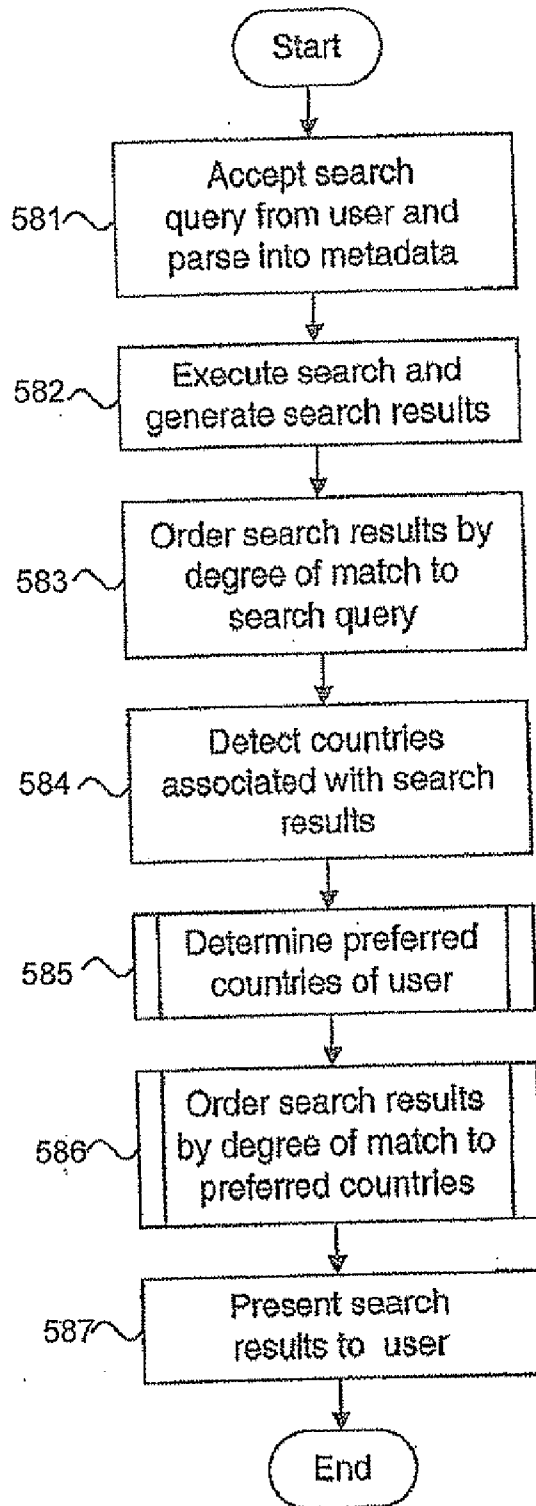 Start
581
Accept search
query from user and
parse into metadata
582
Execute search and
generate search results
583
Order search results by
degree of match to
search query
584
Detect countries
associated with search
results
585
Determine preferred
countries of user
586
Order search results
by degree of match to
preferred countries
587
Present search
results to user
End